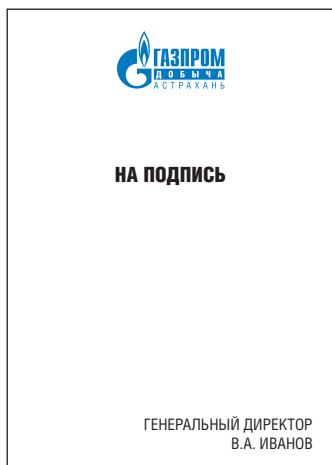 ГАЗПРОМ
ДОБЫЧА
АСТРАХАНЬ
НА ПОДПИСЬ
ГЕНЕРАЛЬНЫЙ ДИРЕКТОР
В.А. ИВАНОВ